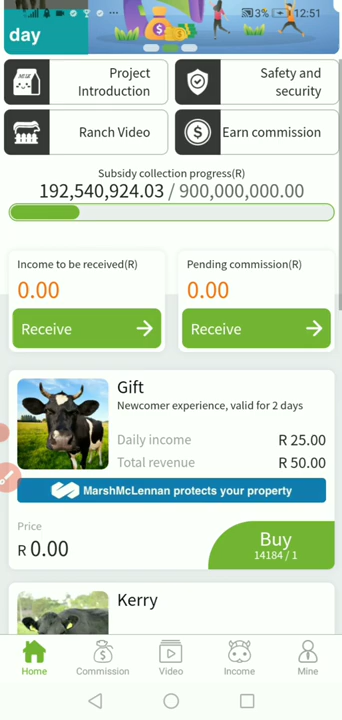 3% 12:51
day
Project
Introduction
Safety and
security
Ranch Video
Earn commission
Subsidy collection progress(R)
192,540,924.03 / 900,000,000.00
Income to be received(R)
Pending commission(R)
0.00
0.00
Receive
Receive
Gift
Newcomer experience, valid for 2 days
Daily income
R 25.00
Total revenue
R 50.00
MarshMcLennan protects your property
Price
R 0.00
Buy
14184 / 1
Kerry
Home
Commission
Video
Income
Mine